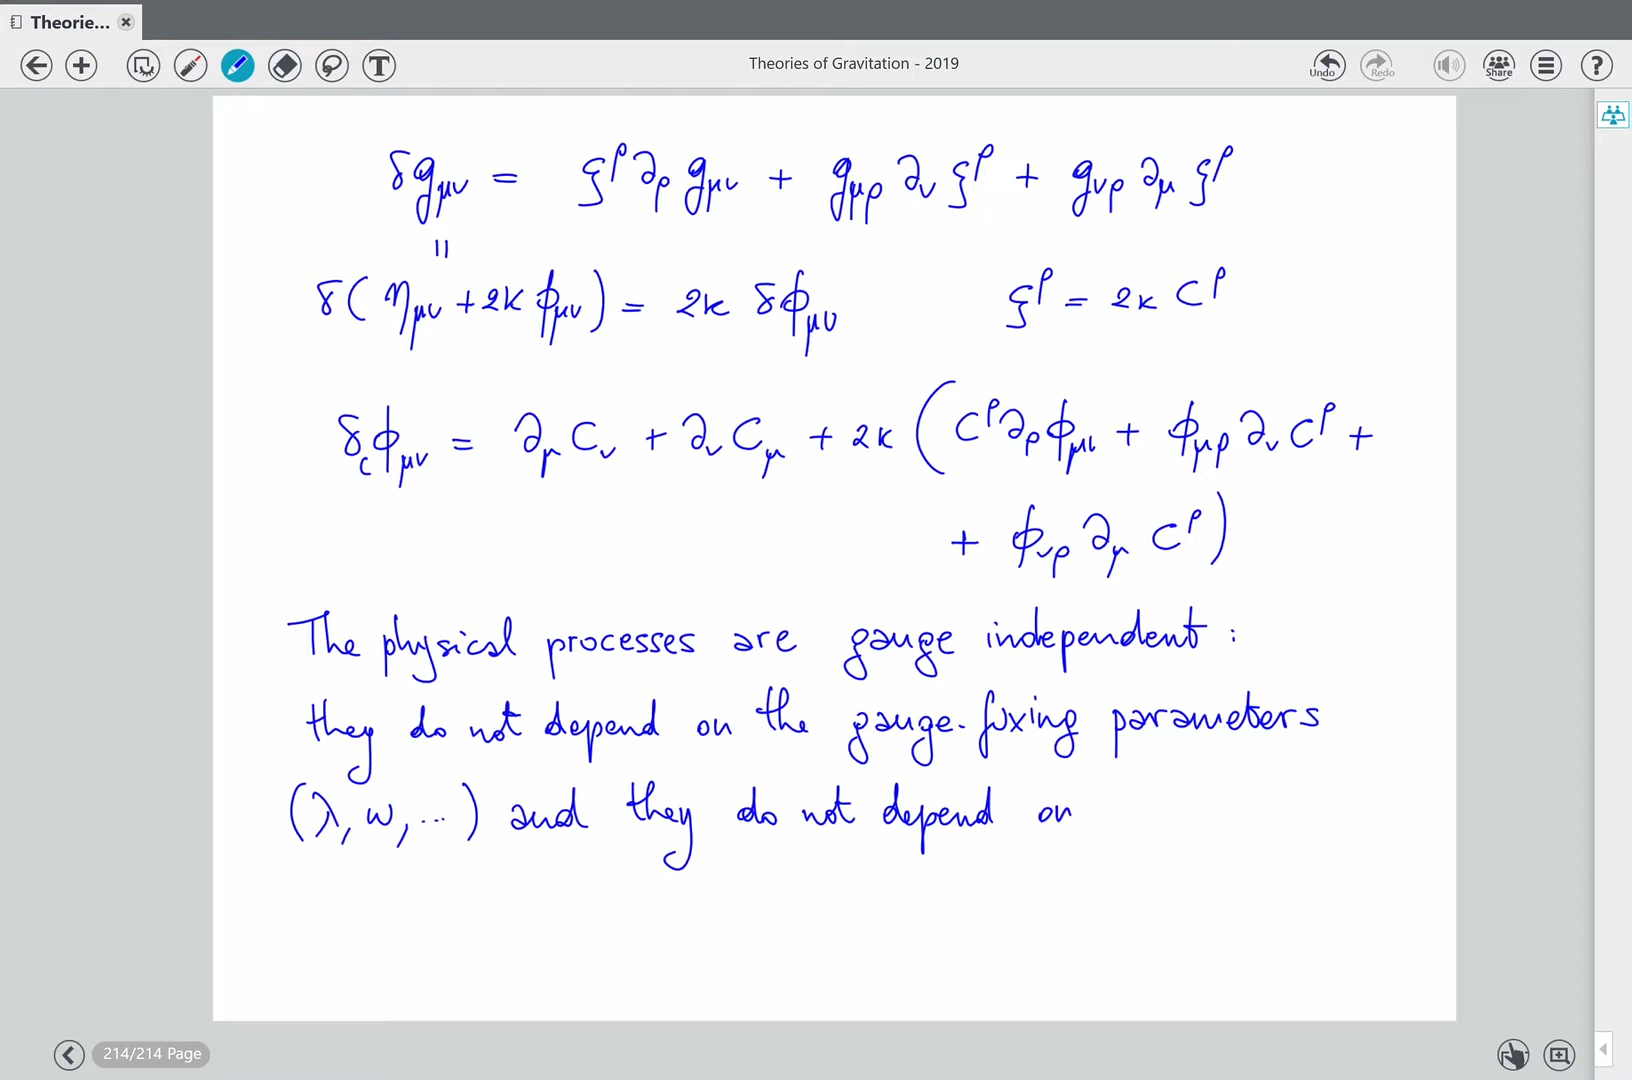 Theorie...
Theories of Gravitation - 2019
Undo
Redo
Share
δg_μν = ξ^ρ ∂_ρ g_μν + g_μρ ∂_ν ξ^ρ + g_νρ ∂_μ ξ^ρ
||
δ( η_μν + 2κ ϕ_μν ) = 2κ δϕ_μν ξ^ρ = 2κ C^ρ
δ_C ϕ_μν = ∂_μ C_ν + ∂_ν C_μ + 2κ ( C^ρ ∂_ρ ϕ_μν + ϕ_μρ ∂_ν C^ρ +
+ ϕ_νρ ∂_μ C^ρ )
The physical processes are gauge independent :
they do not depend on the gauge-fixing parameters
(λ, w, ...) and they do not depend on
214/214 Page